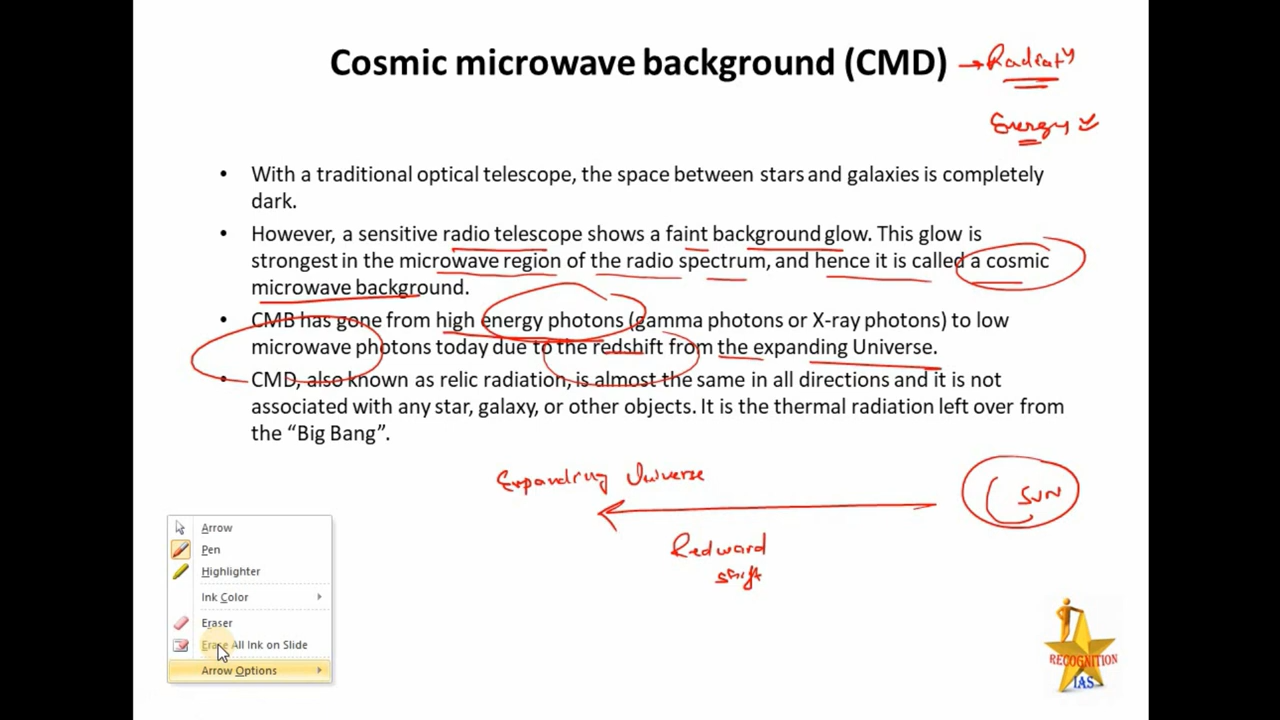 Cosmic microwave background (CMD)
Energy
• With a traditional optical telescope, the space between stars and galaxies is completely
dark.
• However, a sensitive radio telescope shows a faint background glow. This glow is
strongest in the microwave region of the radio spectrum, and hence it is called a cosmic
microwave background.
• CMB has gone from high energy photons (gamma photons or X-ray photons) to low
microwave photons today due to the redshift from the expanding Universe.
• CMD, also known as relic radiation, is almost the same in all directions and it is not
associated with any star, galaxy, or other objects. It is the thermal radiation left over from
the “Big Bang”.
Expanding Universe
SUN
Redward
shift
Arrow
Pen
Highlighter
Ink Color
Eraser
Erase All Ink on Slide
Arrow Options
RECOGNITION
IAS